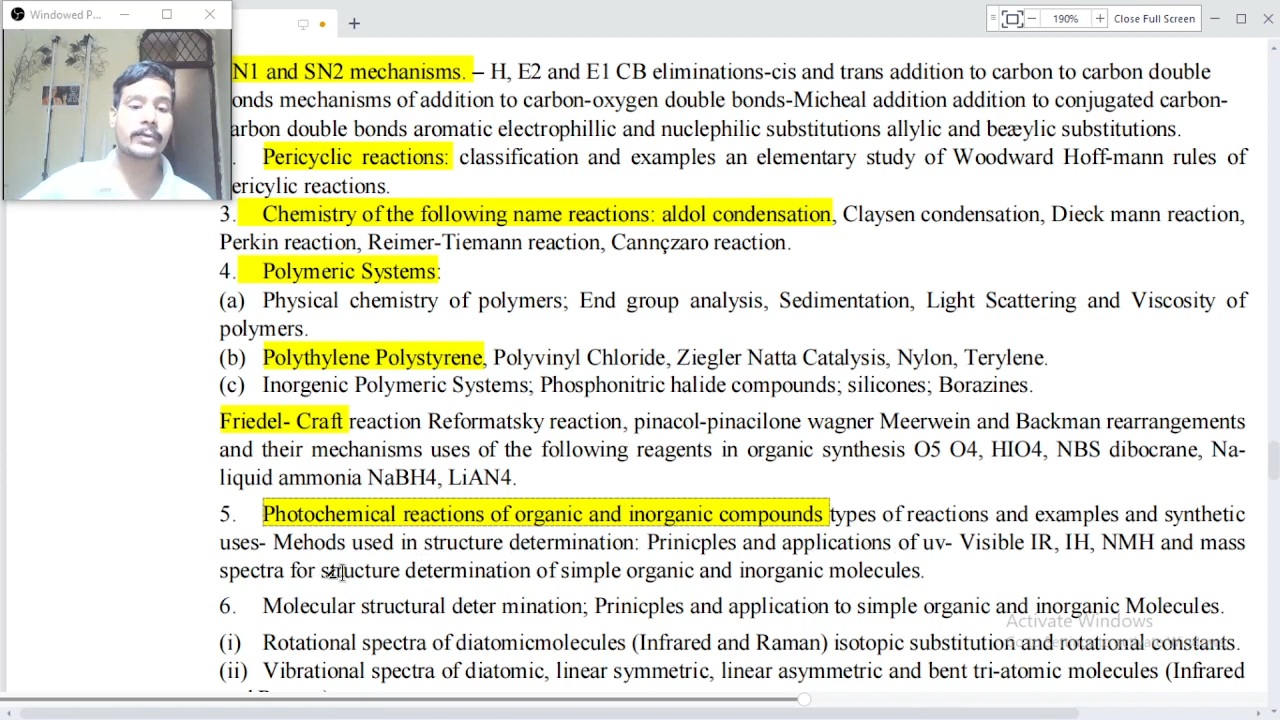 Windowed P...
190%
Close Full Screen
N1 and SN2 mechanisms. – H, E2 and E1 CB eliminations-cis and trans addition to carbon to carbon double
onds mechanisms of addition to carbon-oxygen double bonds-Micheal addition addition to conjugated carbon-
arbon double bonds aromatic electrophillic and nuclephilic substitutions allylic and beæylic substitutions.
Pericyclic reactions: classification and examples an elementary study of Woodward Hoff-mann rules of
ericylic reactions.
3. Chemistry of the following name reactions: aldol condensation, Claysen condensation, Dieck mann reaction,
Perkin reaction, Reimer-Tiemann reaction, Cannçzaro reaction.
4. Polymeric Systems:
(a) Physical chemistry of polymers; End group analysis, Sedimentation, Light Scattering and Viscosity of
polymers.
(b) Polythylene Polystyrene, Polyvinyl Chloride, Ziegler Natta Catalysis, Nylon, Terylene.
(c) Inorgenic Polymeric Systems; Phosphonitric halide compounds; silicones; Borazines.
Friedel- Craft reaction Reformatsky reaction, pinacol-pinacilone wagner Meerwein and Backman rearrangements
and their mechanisms uses of the following reagents in organic synthesis O5 O4, HIO4, NBS dibocrane, Na-
liquid ammonia NaBH4, LiAN4.
5. Photochemical reactions of organic and inorganic compounds types of reactions and examples and synthetic
uses- Mehods used in structure determination: Prinicples and applications of uv- Visible IR, IH, NMH and mass
spectra for structure determination of simple organic and inorganic molecules.
6. Molecular structural deter mination; Prinicples and application to simple organic and inorganic Molecules.
Activate Windows
(i) Rotational spectra of diatomicmolecules (Infrared and Raman) isotopic substitution and rotational constants.
(ii) Vibrational spectra of diatomic, linear symmetric, linear asymmetric and bent tri-atomic molecules (Infrared